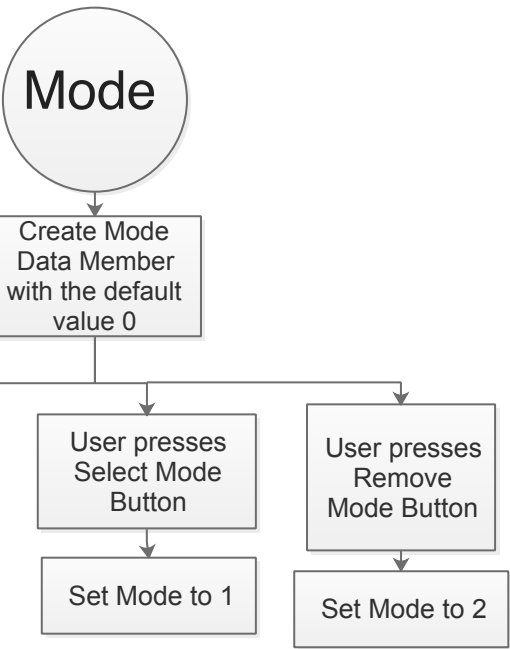 Mode
Create Mode
Data Member
with the default
value 0
User presses
Select Mode
Button
User presses
Remove
Mode Button
Set Mode to 1
Set Mode to 2